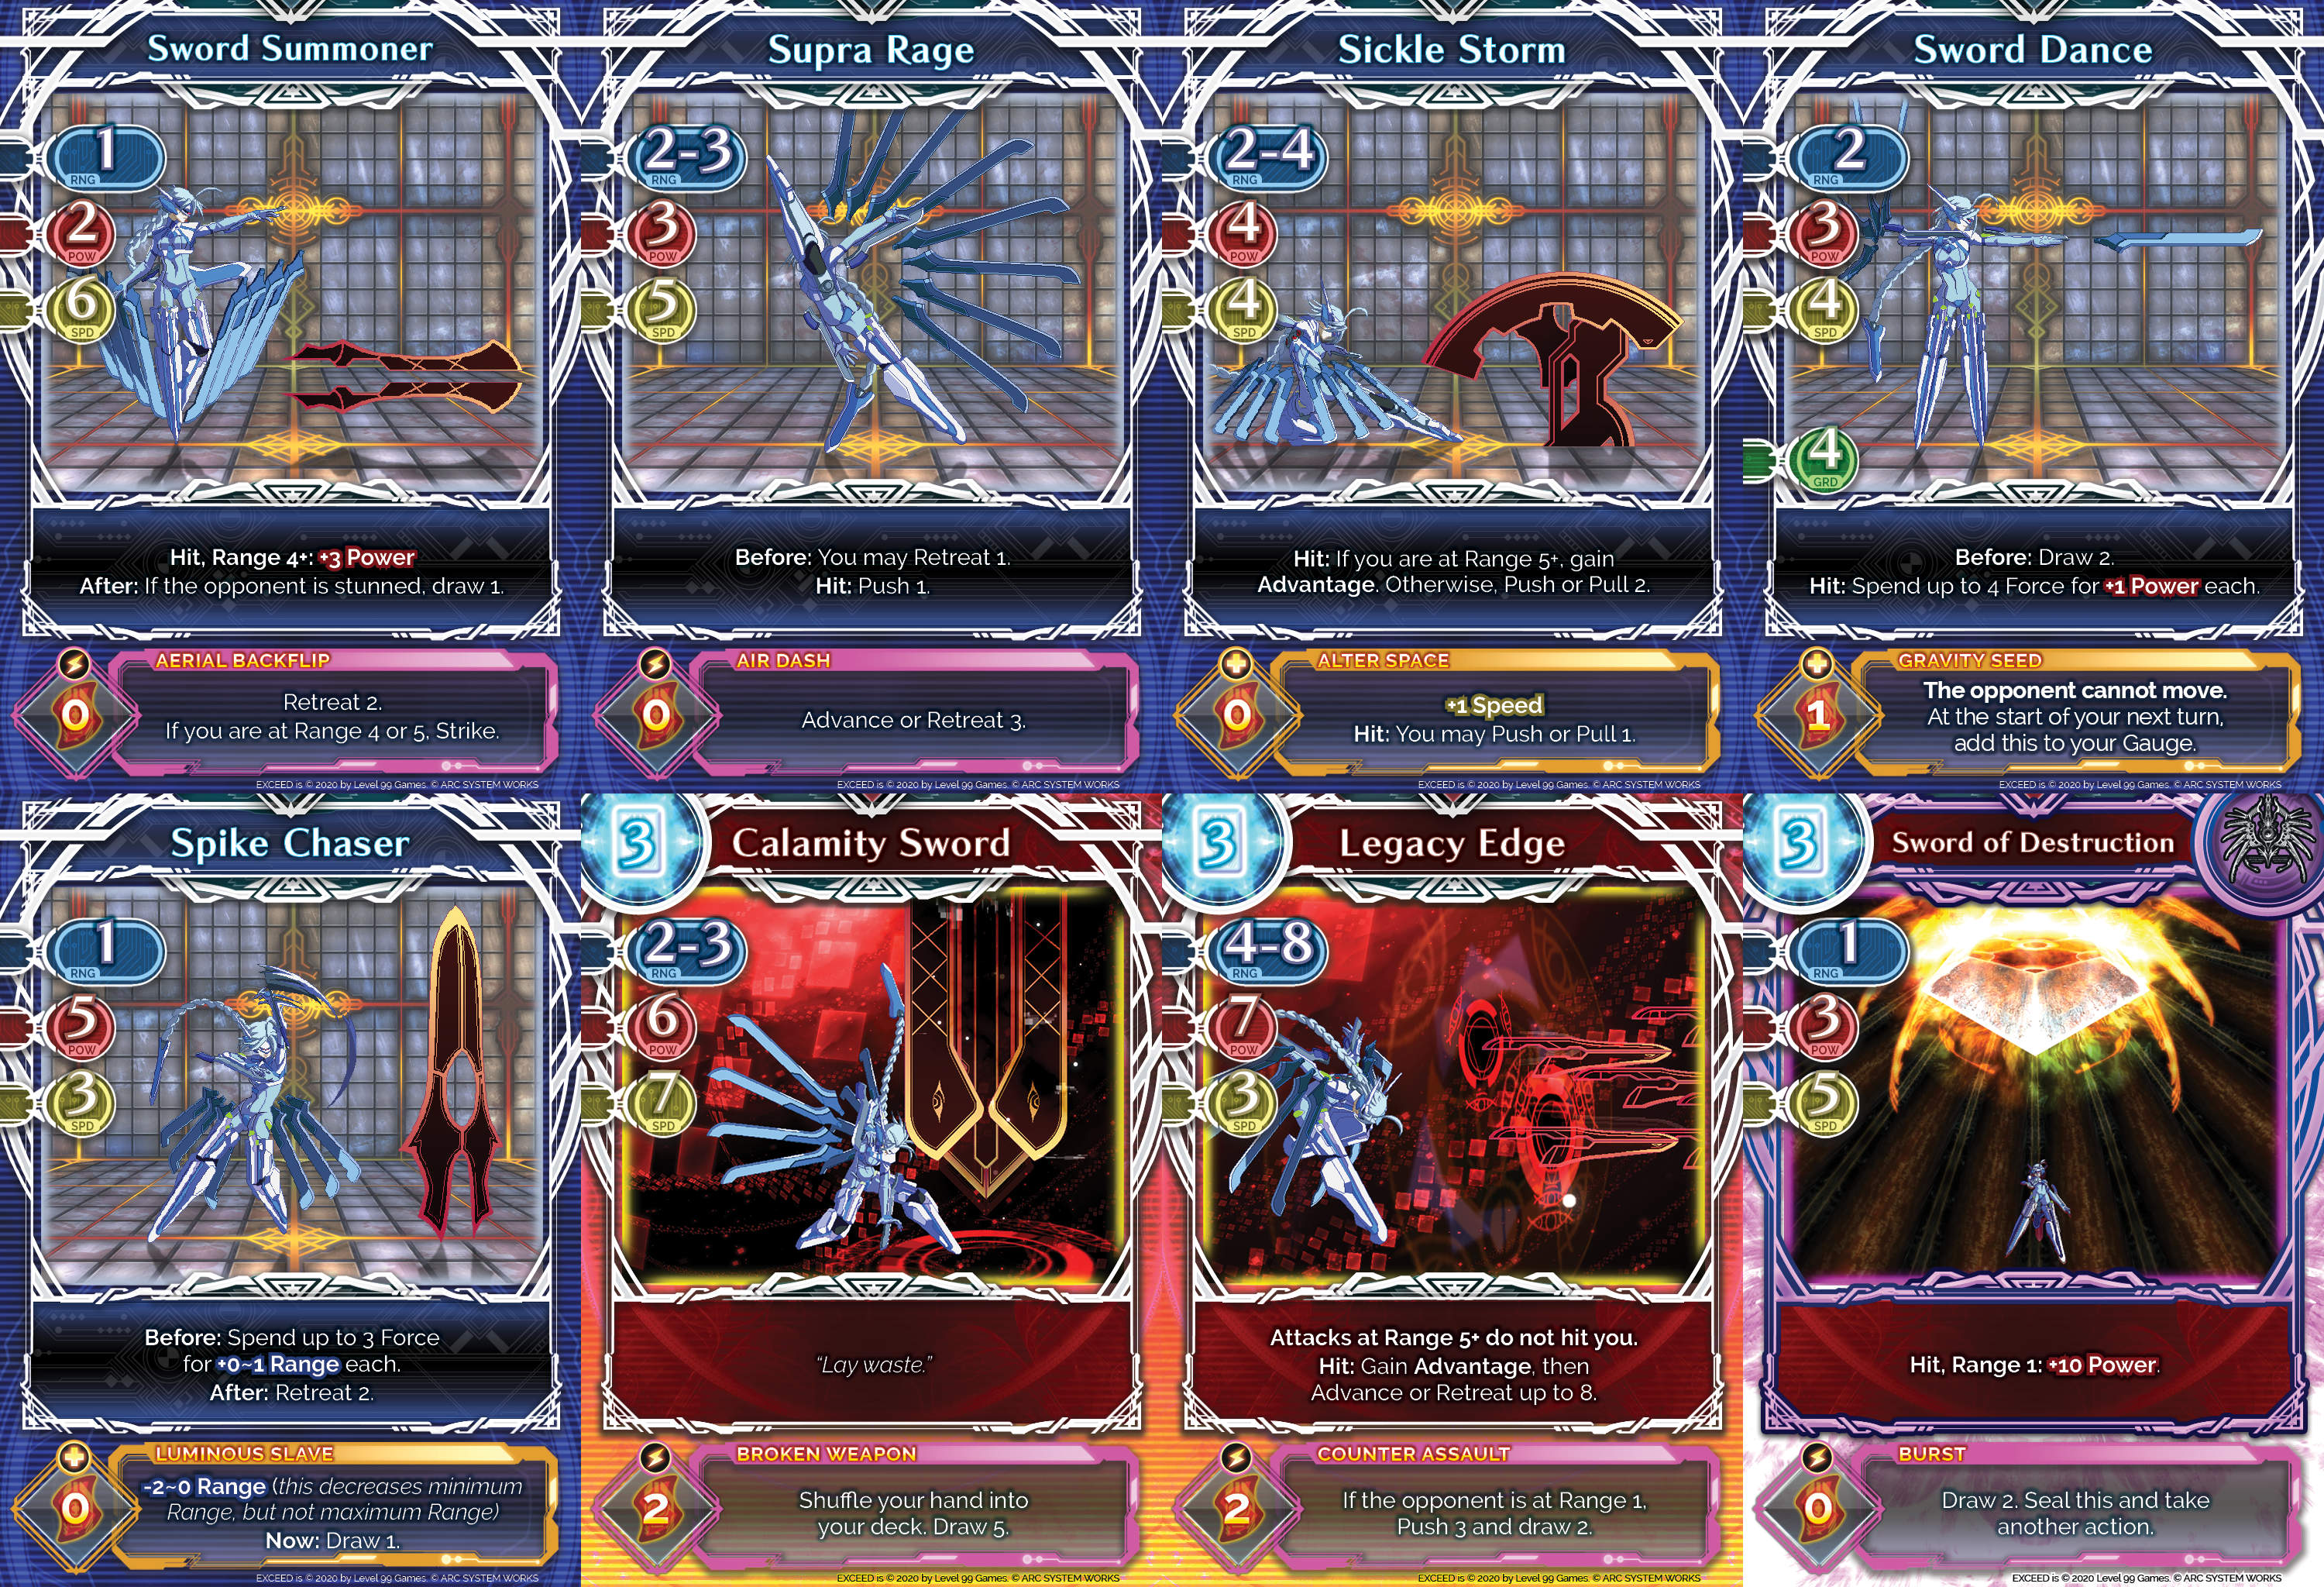 Sword Summoner
1
RNG
2
POW
6
SPD
Hit, Range 4+: +3 Power
After: If the opponent is stunned, draw 1.
AERIAL BACKFLIP
0
Retreat 2.
If you are at Range 4 or 5, Strike.
EXCEED is © 2020 by Level 99 Games. © ARC SYSTEM WORKS
Supra Rage
2-3
RNG
3
POW
5
SPD
Before: You may Retreat 1.
Hit: Push 1.
AIR DASH
0
Advance or Retreat 3.
EXCEED is © 2020 by Level 99 Games. © ARC SYSTEM WORKS
Sickle Storm
2-4
RNG
4
POW
4
SPD
Hit: If you are at Range 5+, gain
Advantage. Otherwise, Push or Pull 2.
ALTER SPACE
0
+1 Speed
Hit: You may Push or Pull 1.
EXCEED is © 2020 by Level 99 Games. © ARC SYSTEM WORKS
Sword Dance
2
RNG
3
POW
4
SPD
4
GRD
Before: Draw 2.
Hit: Spend up to 4 Force for +1 Power each.
GRAVITY SEED
1
The opponent cannot move.
At the start of your next turn,
add this to your Gauge.
EXCEED is © 2020 by Level 99 Games. © ARC SYSTEM WORKS
Spike Chaser
1
RNG
5
POW
3
SPD
Before: Spend up to 3 Force
for +0~1 Range each.
After: Retreat 2.
LUMINOUS SLAVE
0
-2~0 Range (this decreases minimum
Range, but not maximum Range)
Now: Draw 1.
EXCEED is © 2020 by Level 99 Games. © ARC SYSTEM WORKS
3
Calamity Sword
2-3
RNG
6
POW
7
SPD
"Lay waste."
BROKEN WEAPON
2
Shuffle your hand into
your deck. Draw 5.
EXCEED is © 2020 by Level 99 Games. © ARC SYSTEM WORKS
3
Legacy Edge
4-8
RNG
7
POW
3
SPD
Attacks at Range 5+ do not hit you.
Hit: Gain Advantage, then
Advance or Retreat up to 8.
COUNTER ASSAULT
2
If the opponent is at Range 1,
Push 3 and draw 2.
EXCEED is © 2020 by Level 99 Games. © ARC SYSTEM WORKS
3
Sword of Destruction
1
RNG
3
POW
5
SPD
Hit, Range 1: +10 Power.
BURST
0
Draw 2. Seal this and take
another action.
EXCEED is © 2020 by Level 99 Games. © ARC SYSTEM WORKS